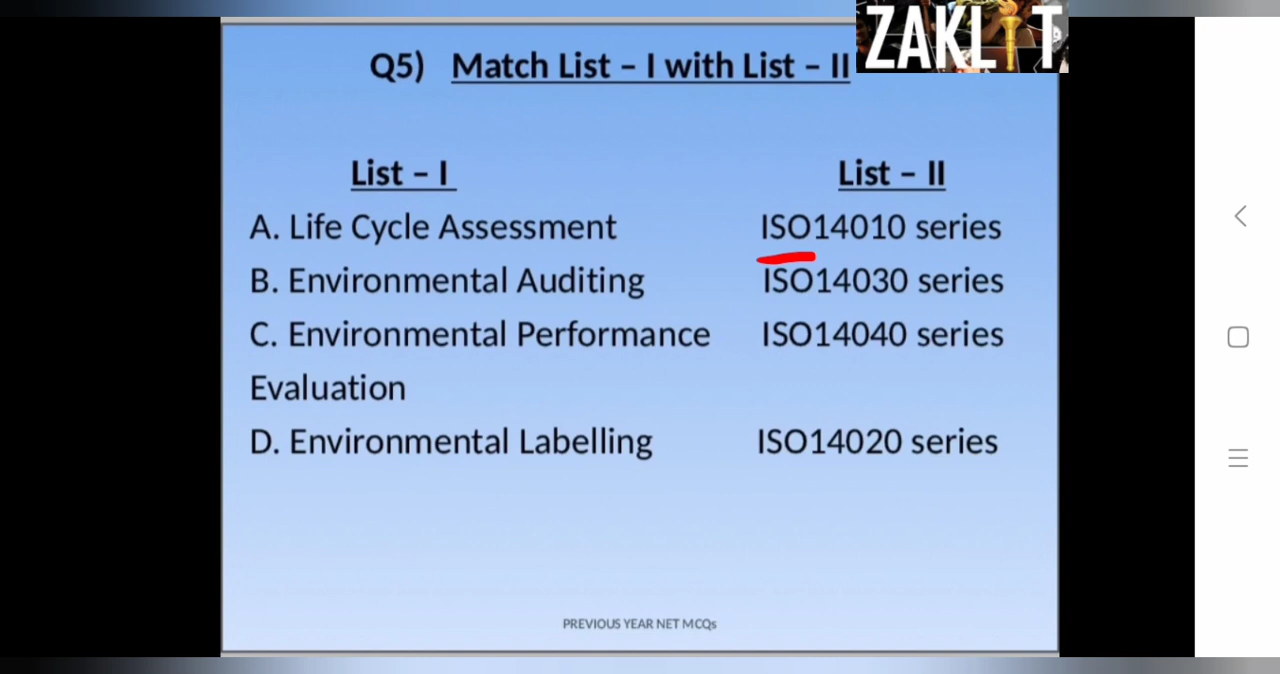 ZAKLIT
Q5) Match List – I with List – II
List – I List – II
A. Life Cycle Assessment ISO14010 series
B. Environmental Auditing ISO14030 series
C. Environmental Performance ISO14040 series
Evaluation
D. Environmental Labelling ISO14020 series
PREVIOUS YEAR NET MCQs